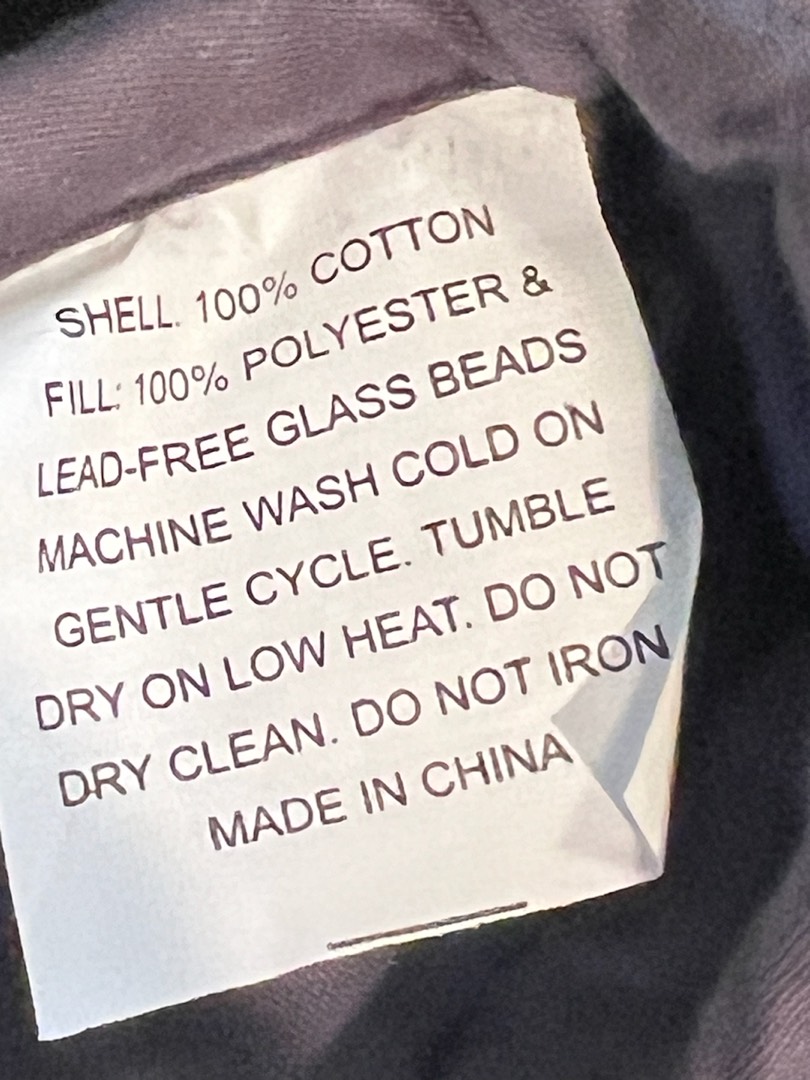 SHELL. 100% COTTON
FILL: 100% POLYESTER &
LEAD-FREE GLASS BEADS
MACHINE WASH COLD ON
GENTLE CYCLE. TUMBLE
DRY ON LOW HEAT. DO NOT
DRY CLEAN. DO NOT IRON
MADE IN CHINA